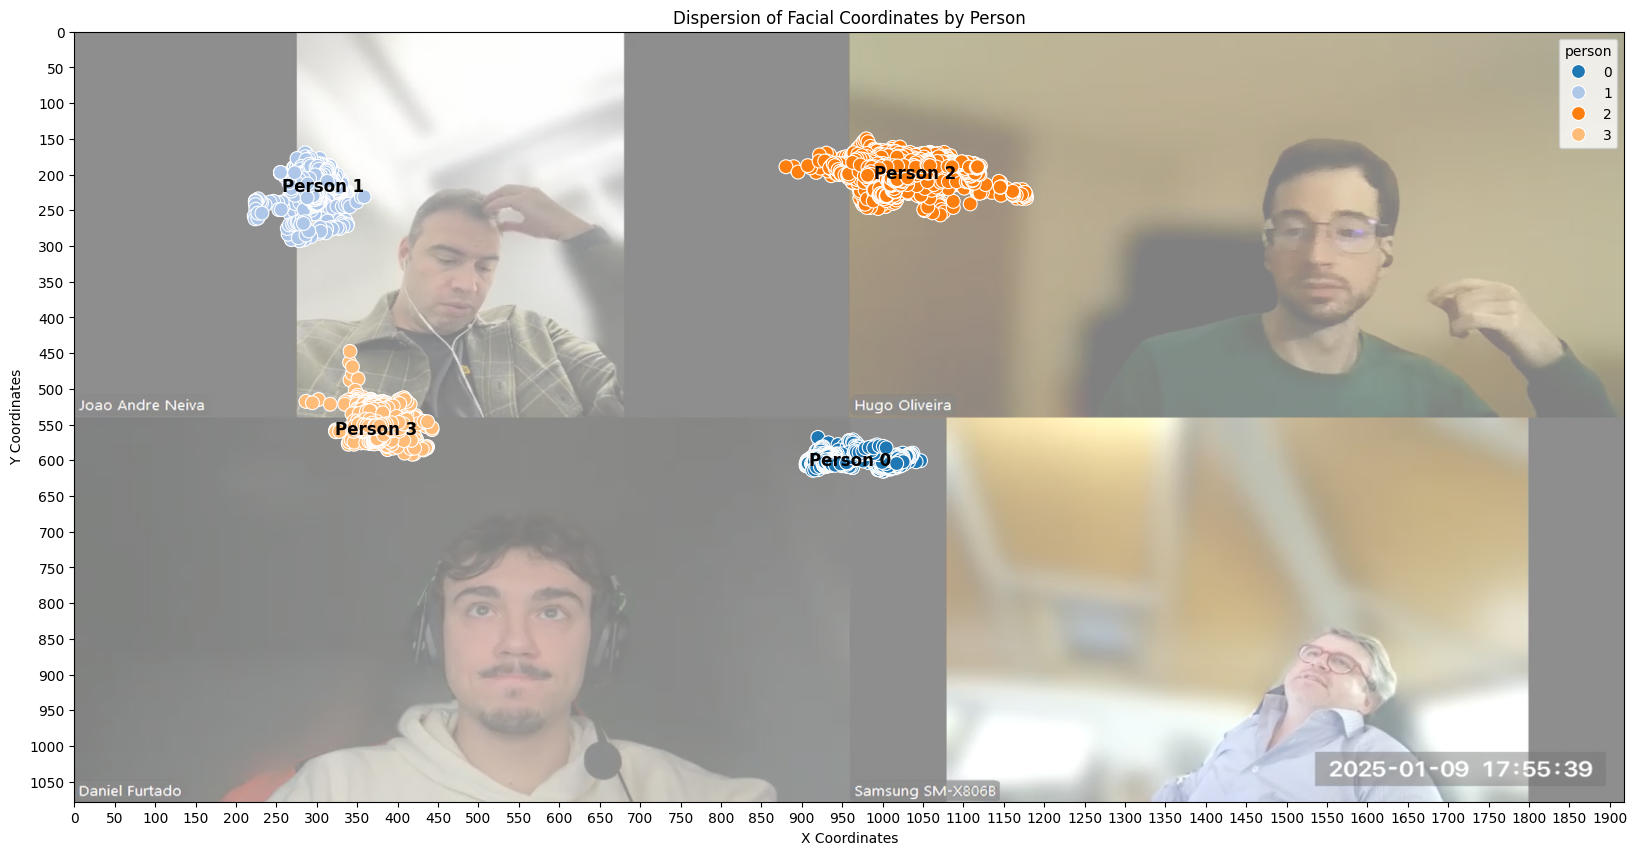 Dispersion of Facial Coordinates by Person
person
0
1
2
3
0
50
100
150
200
250
300
350
400
450
500
550
600
650
700
750
800
850
900
950
1000
1050
Y Coordinates
Person 1
Person 2
Joao Andre Neiva
Hugo Oliveira
Person 3
Person 0
2025-01-09 17:55:39
Daniel Furtado
Samsung SM-X806B
0 50 100 150 200 250 300 350 400 450 500 550 600 650 700 750 800 850 900 950 1000 1050 1100 1150 1200 1250 1300 1350 1400 1450 1500 1550 1600 1650 1700 1750 1800 1850 1900
X Coordinates